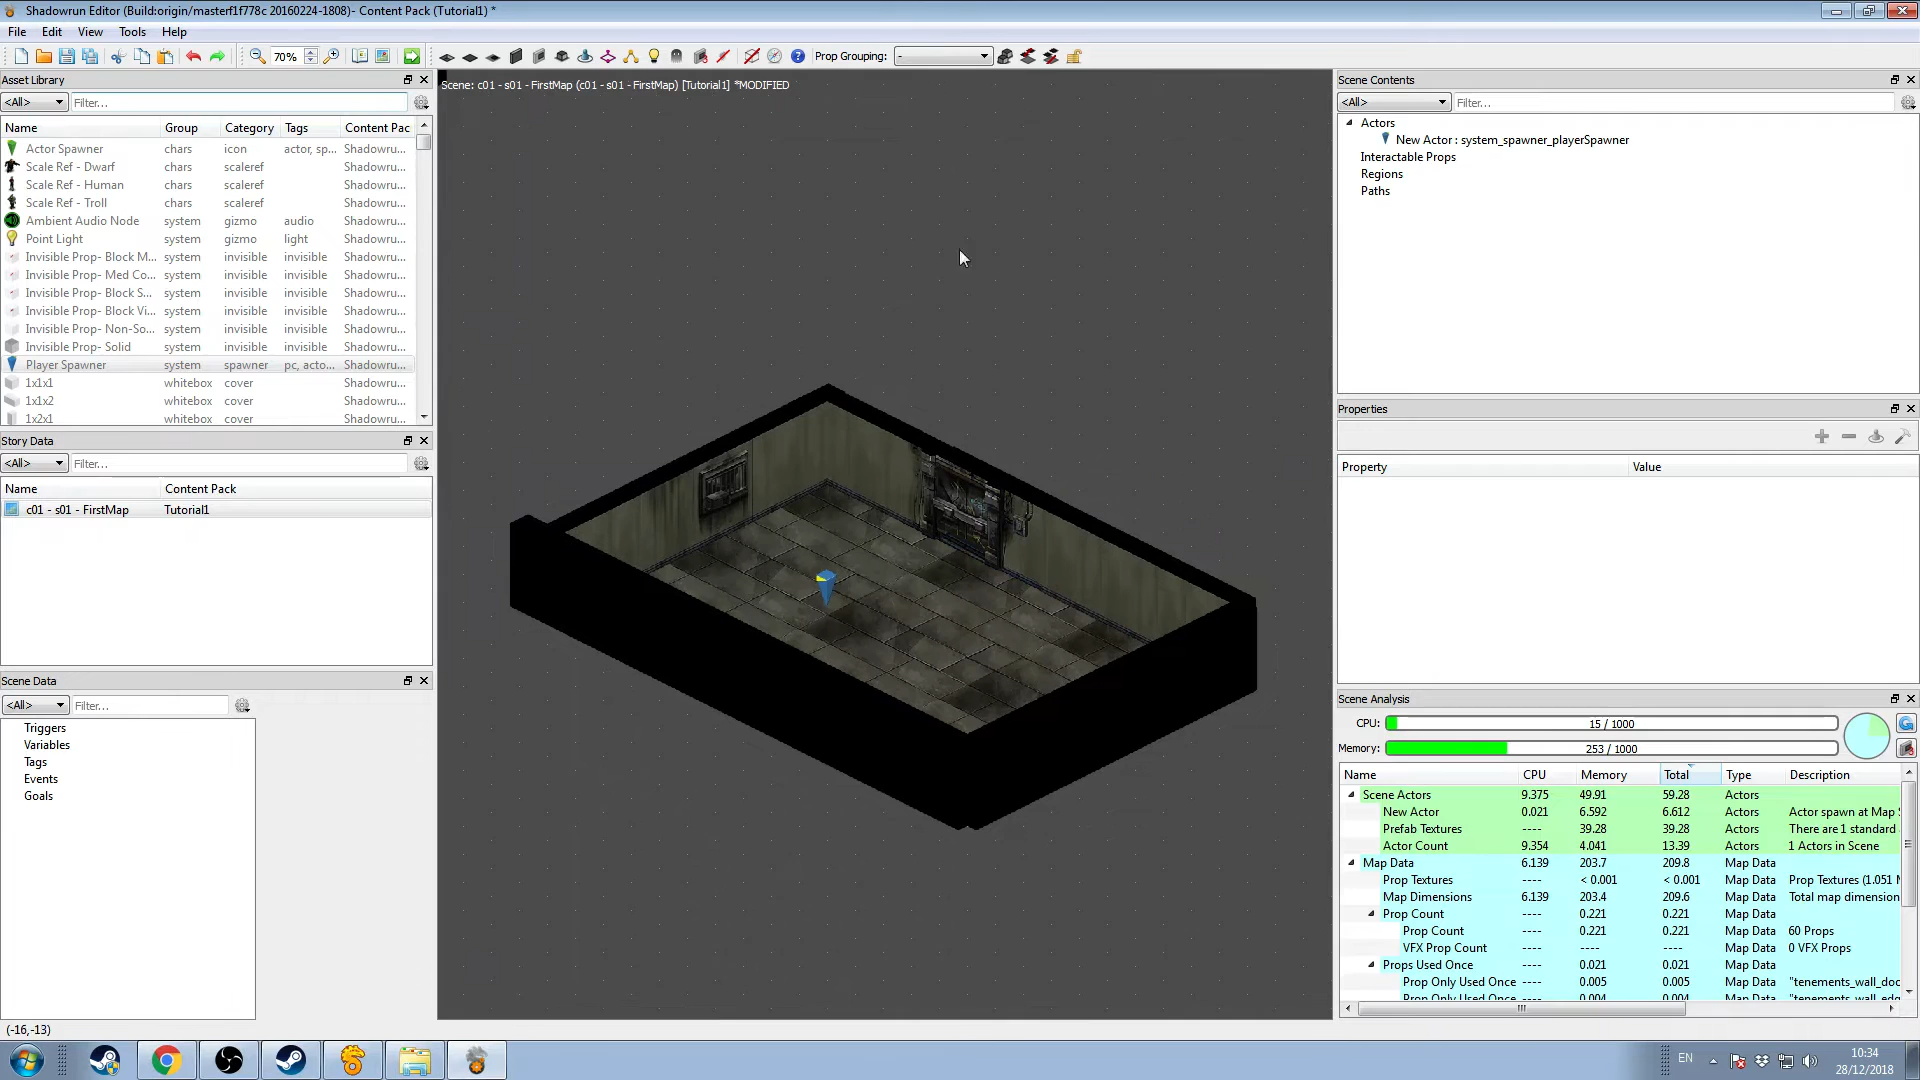 Shadowrun Editor (Build:origin/masterf1f778c 20160224-1808)- Content Pack (Tutorial1) *
File Edit View Tools Help
70% Prop Grouping: -
Asset Library
<All> Filter...
Name Group Category Tags Content Pac
Actor Spawner chars icon actor, sp... Shadowru...
Scale Ref - Dwarf chars scaleref Shadowru...
Scale Ref - Human chars scaleref Shadowru...
Scale Ref - Troll chars scaleref Shadowru...
Ambient Audio Node system gizmo audio Shadowru...
Point Light system gizmo light Shadowru...
Invisible Prop- Block M... system invisible invisible Shadowru...
Invisible Prop- Med Co... system invisible invisible Shadowru...
Invisible Prop- Block S... system invisible invisible Shadowru...
Invisible Prop- Block Vi... system invisible invisible Shadowru...
Invisible Prop- Non-So... system invisible invisible Shadowru...
Invisible Prop- Solid system invisible invisible Shadowru...
Player Spawner system spawner pc, acto... Shadowru...
1x1x1 whitebox cover Shadowru...
1x1x2 whitebox cover Shadowru...
1x2x1 whitebox cover Shadowru...
Story Data
<All> Filter...
Name Content Pack
c01 - s01 - FirstMap Tutorial1
Scene Data
<All> Filter...
Triggers
Variables
Tags
Events
Goals
(-16,-13)
Scene: c01 - s01 - FirstMap (c01 - s01 - FirstMap) [Tutorial1] *MODIFIED
Scene Contents
<All> Filter...
Actors
New Actor : system_spawner_playerSpawner
Interactable Props
Regions
Paths
Properties
Property Value
Scene Analysis
CPU: 15 / 1000
Memory: 253 / 1000
Name CPU Memory Total Type Description
Scene Actors 9.375 49.91 59.28 Actors
New Actor 0.021 6.592 6.612 Actors Actor spawn at Map
Prefab Textures ---- 39.28 39.28 Actors There are 1 standard
Actor Count 9.354 4.041 13.39 Actors 1 Actors in Scene
Map Data 6.139 203.7 209.8 Map Data
Prop Textures ---- < 0.001 < 0.001 Map Data Prop Textures (1.051
Map Dimensions 6.139 203.4 209.6 Map Data Total map dimension
Prop Count ---- 0.221 0.221 Map Data
Prop Count ---- 0.221 0.221 Map Data 60 Props
VFX Prop Count ---- ---- ---- Map Data 0 VFX Props
Props Used Once ---- 0.021 0.021 Map Data
Prop Only Used Once ---- 0.005 0.005 Map Data "tenements_wall_doc
Prop Only Used Once ---- 0.004 0.004 Map Data "tenements_wall_edg
EN
10:34
28/12/2018